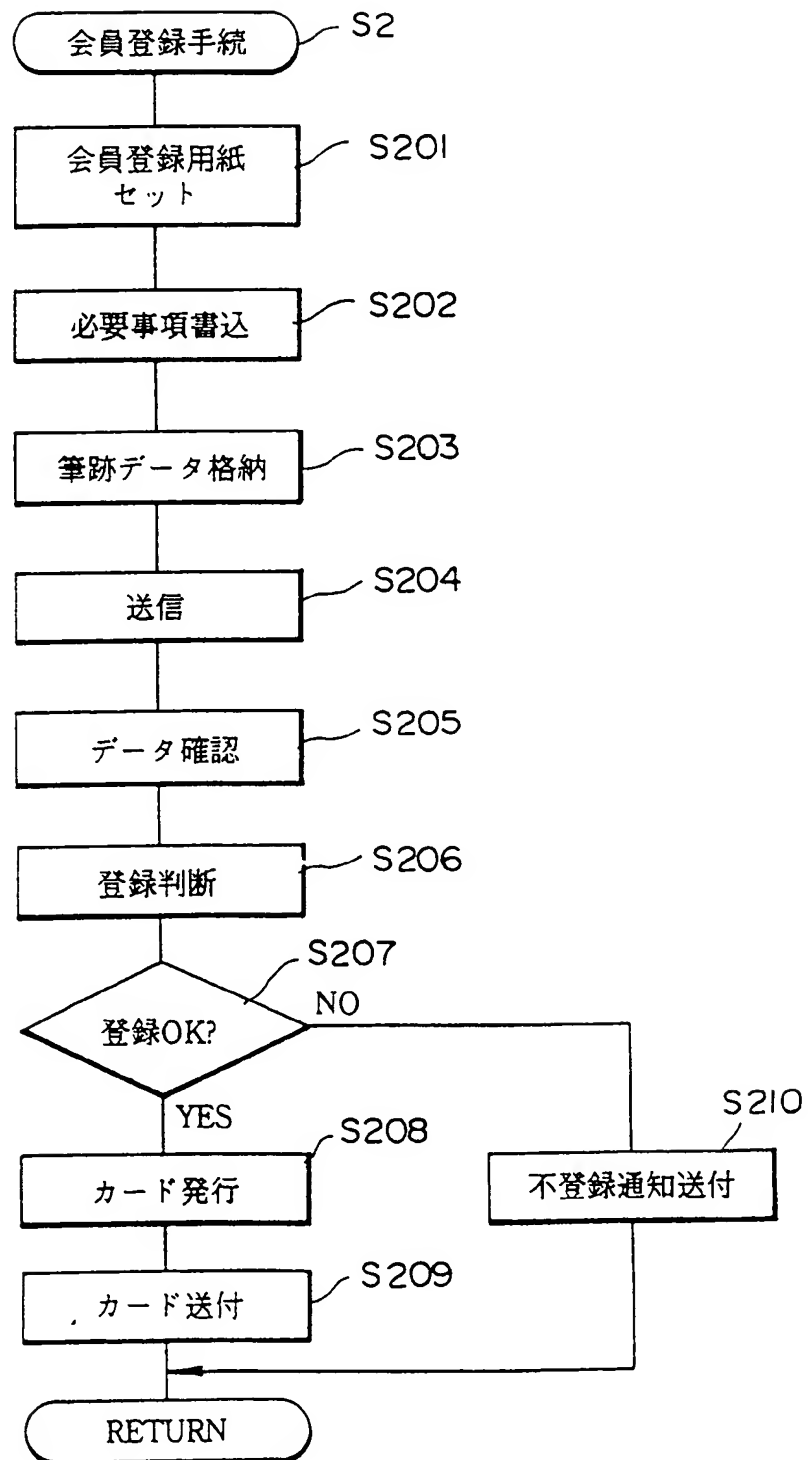 会員登録手続
S2
会員登録用紙
セット
S201
必要事項書込
S202
筆跡データ格納
S203
送信
S204
データ確認
S205
登録判断
S206
S207
登録OK?
NO
YES
S208
カード発行
S210
不登録通知送付
カード送付
S209
RETURN